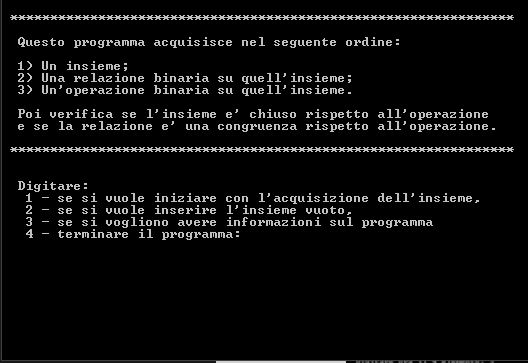 ***************************************************************
Questo programma acquisisce nel seguente ordine:
1) Un insieme;
2) Una relazione binaria su quell'insieme;
3) Un'operazione binaria su quell'insieme.
Poi verifica se l'insieme e' chiuso rispetto all'operazione
e se la relazione e' una congruenza rispetto all'operazione.
***************************************************************
Digitare:
1 - se si vuole iniziare con l'acquisizione dell'insieme,
2 - se si vuole inserire l'insieme vuoto,
3 - se si vogliono avere informazioni sul programma
4 - terminare il programma: